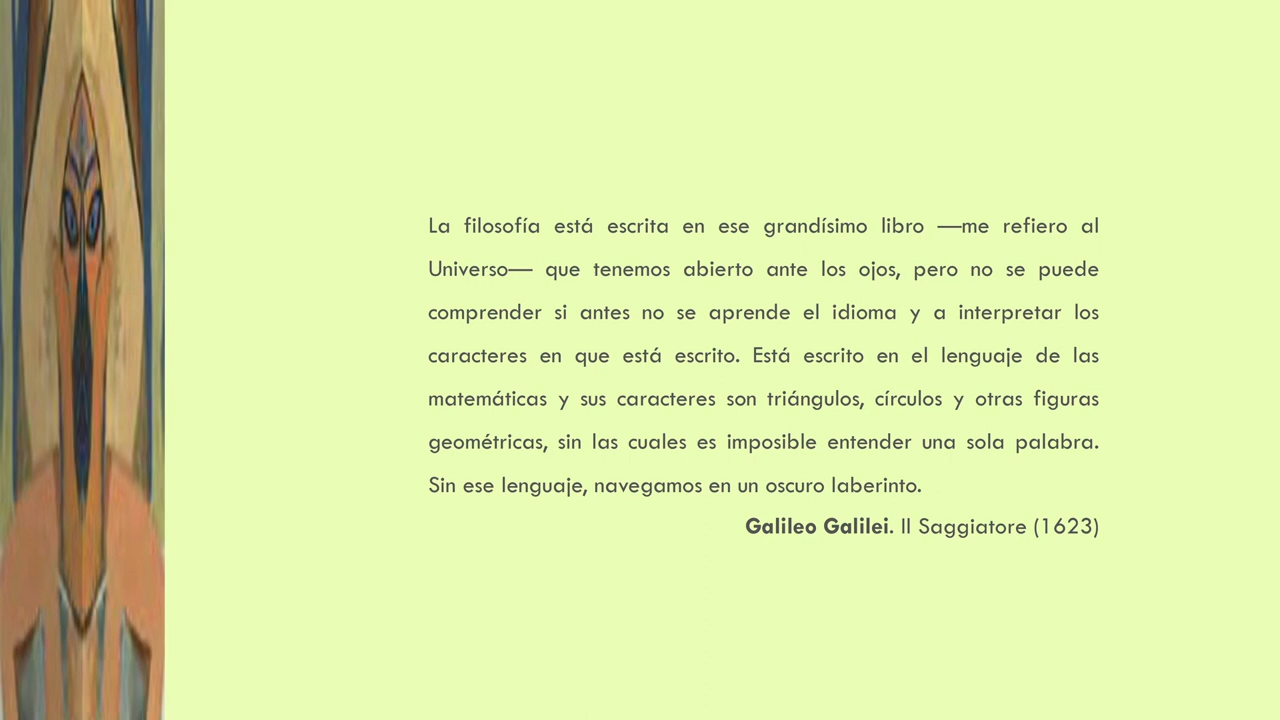 La filosofía está escrita en ese grandísimo libro —me refiero al
Universo— que tenemos abierto ante los ojos, pero no se puede
comprender si antes no se aprende el idioma y a interpretar los
caracteres en que está escrito. Está escrito en el lenguaje de las
matemáticas y sus caracteres son triángulos, círculos y otras figuras
geométricas, sin las cuales es imposible entender una sola palabra.
Sin ese lenguaje, navegamos en un oscuro laberinto.
Galileo Galilei. Il Saggiatore (1623)